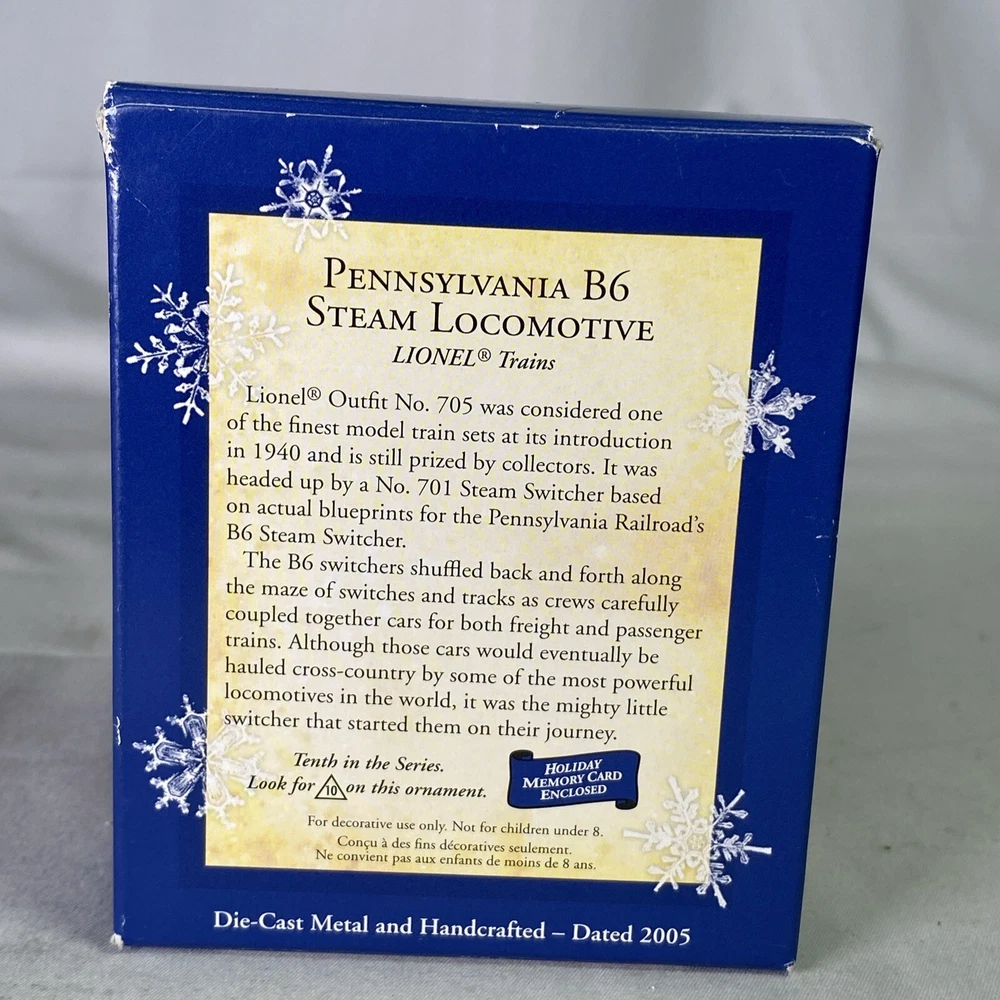 PENNSYLVANIA B6
STEAM LOCOMOTIVE
LIONEL® Trains
Lionel® Outfit No. 705 was considered one
of the finest model train sets at its introduction
in 1940 and is still prized by collectors. It was
headed up by a No. 701 Steam Switcher based
on actual blueprints for the Pennsylvania Railroad's
B6 Steam Switcher.
The B6 switchers shuffled back and forth along
the maze of switches and tracks as crews carefully
coupled together cars for both freight and passenger
trains. Although those cars would eventually be
hauled cross-country by some of the most powerful
locomotives in the world, it was the mighty little
switcher that started them on their journey.
Tenth in the Series.
Look for 10 on this ornament.
HOLIDAY
MEMORY CARD
ENCLOSED
For decorative use only. Not for children under 8.
Conçu à des fins décoratives seulement.
Ne convient pas aux enfants de moins de 8 ans.
Die-Cast Metal and Handcrafted – Dated 2005